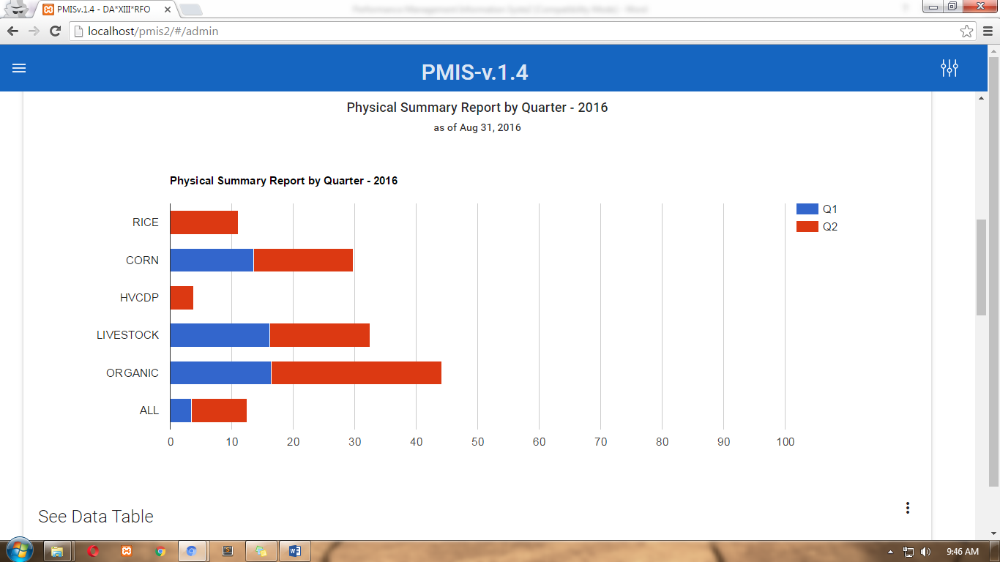 PMISv.1.4 - DA*XIII*RFO
Performance Management Information System2 [Compatibility Mode] - Word
localhost/pmis2/#/admin
PMIS-v.1.4
Physical Summary Report by Quarter - 2016
as of Aug 31, 2016
Physical Summary Report by Quarter - 2016
Q1
Q2
RICE
CORN
HVCDP
LIVESTOCK
ORGANIC
ALL
0 10 20 30 40 50 60 70 80 90 100
See Data Table
9:46 AM